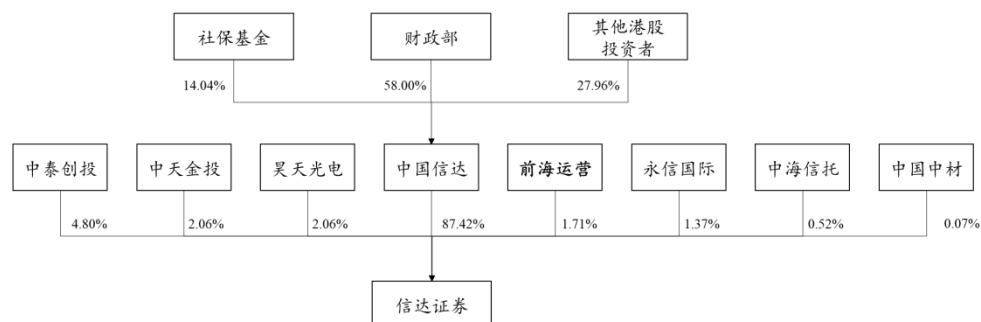 社保基金
财政部
其他港股
投资者
14.04%
58.00%
27.96%
中泰创投
中天金投
昊天光电
中国信达
前海运营
永信国际
中海信托
中国中材
4.80%
2.06%
2.06%
87.42%
1.71%
1.37%
0.52%
0.07%
信达证券